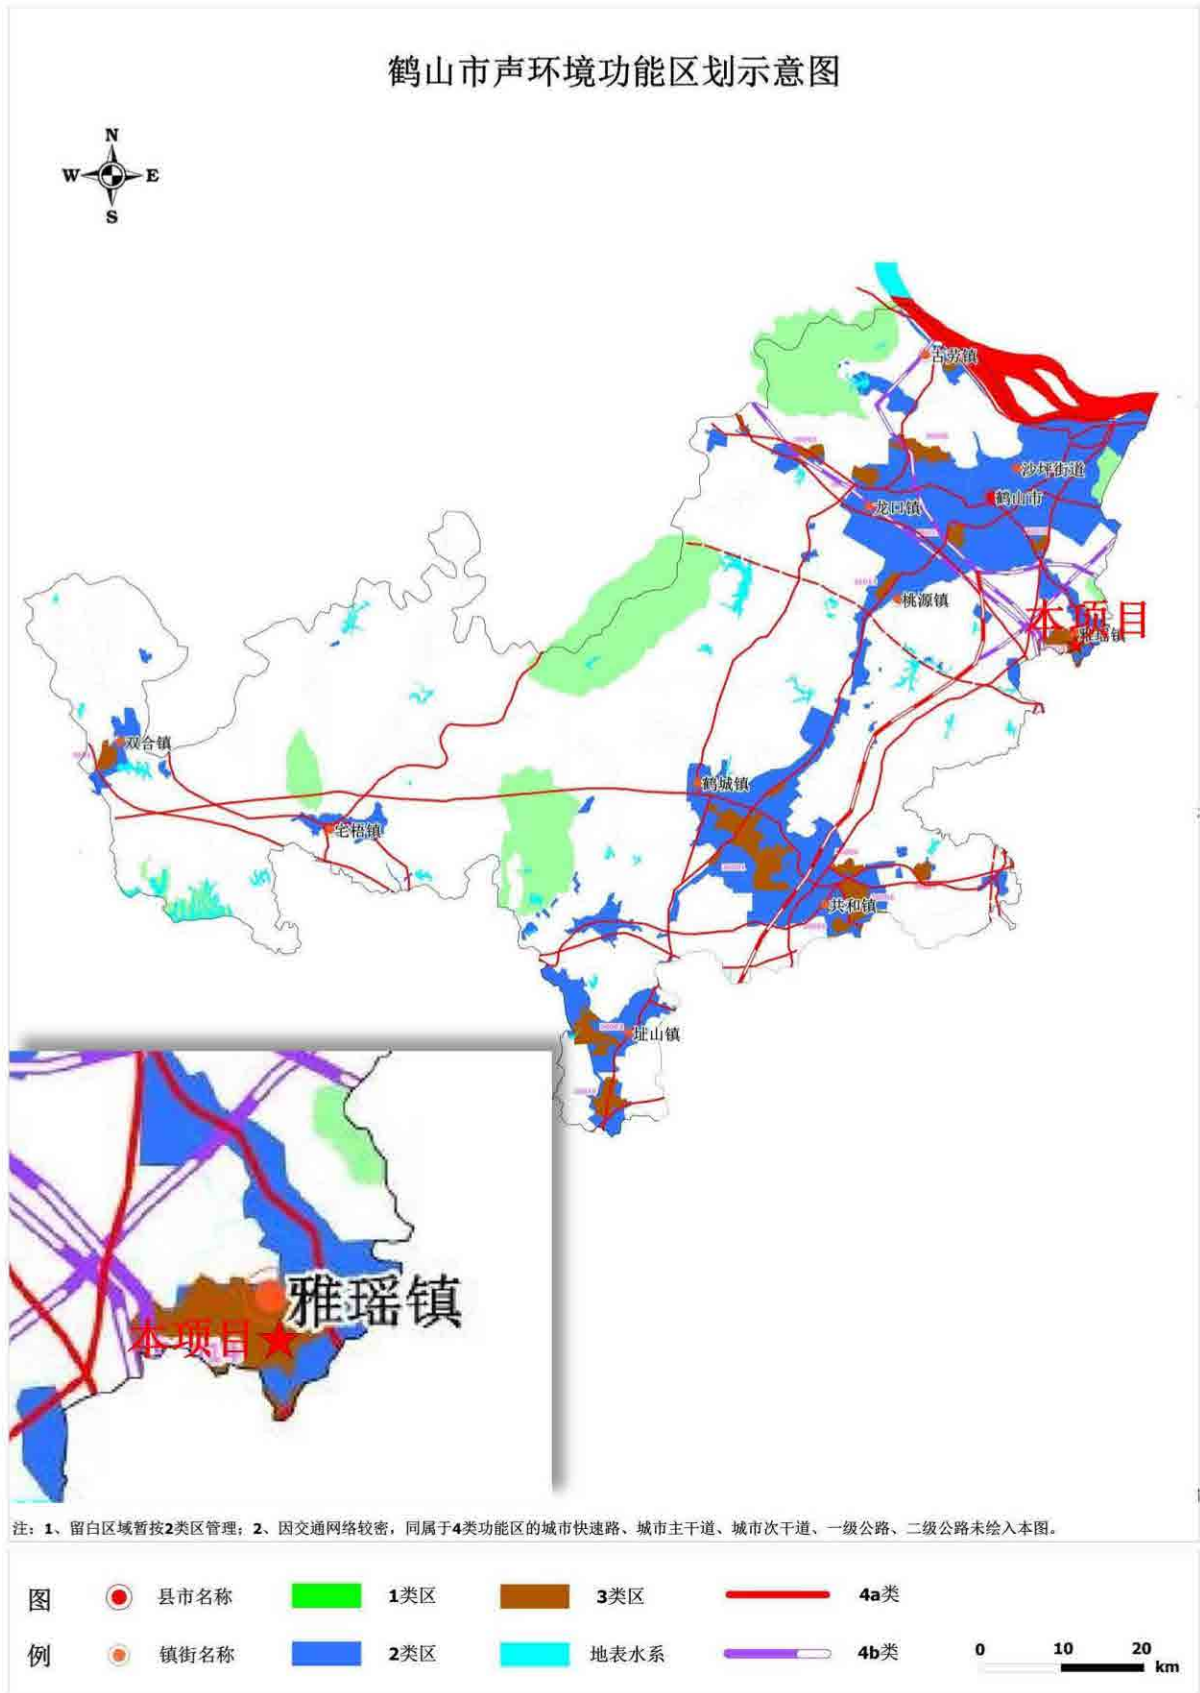 鹤山市声环境功能区划示意图
N
W
E
S
古劳镇
沙坪街道
鹤山市
龙口镇
桃源镇
本项目
雅瑶镇
双合镇
鹤城镇
宅梧镇
共和镇
址山镇
雅瑶镇
本项目
注：1、留白区域暂按2类区管理；2、因交通网络较密，同属于4类功能区的城市快速路、城市主干道、城市次干道、一级公路、二级公路未绘入本图。
图例
县市名称
1类区
3类区
4a类
镇街名称
2类区
地表水系
4b类
0 10 20
km